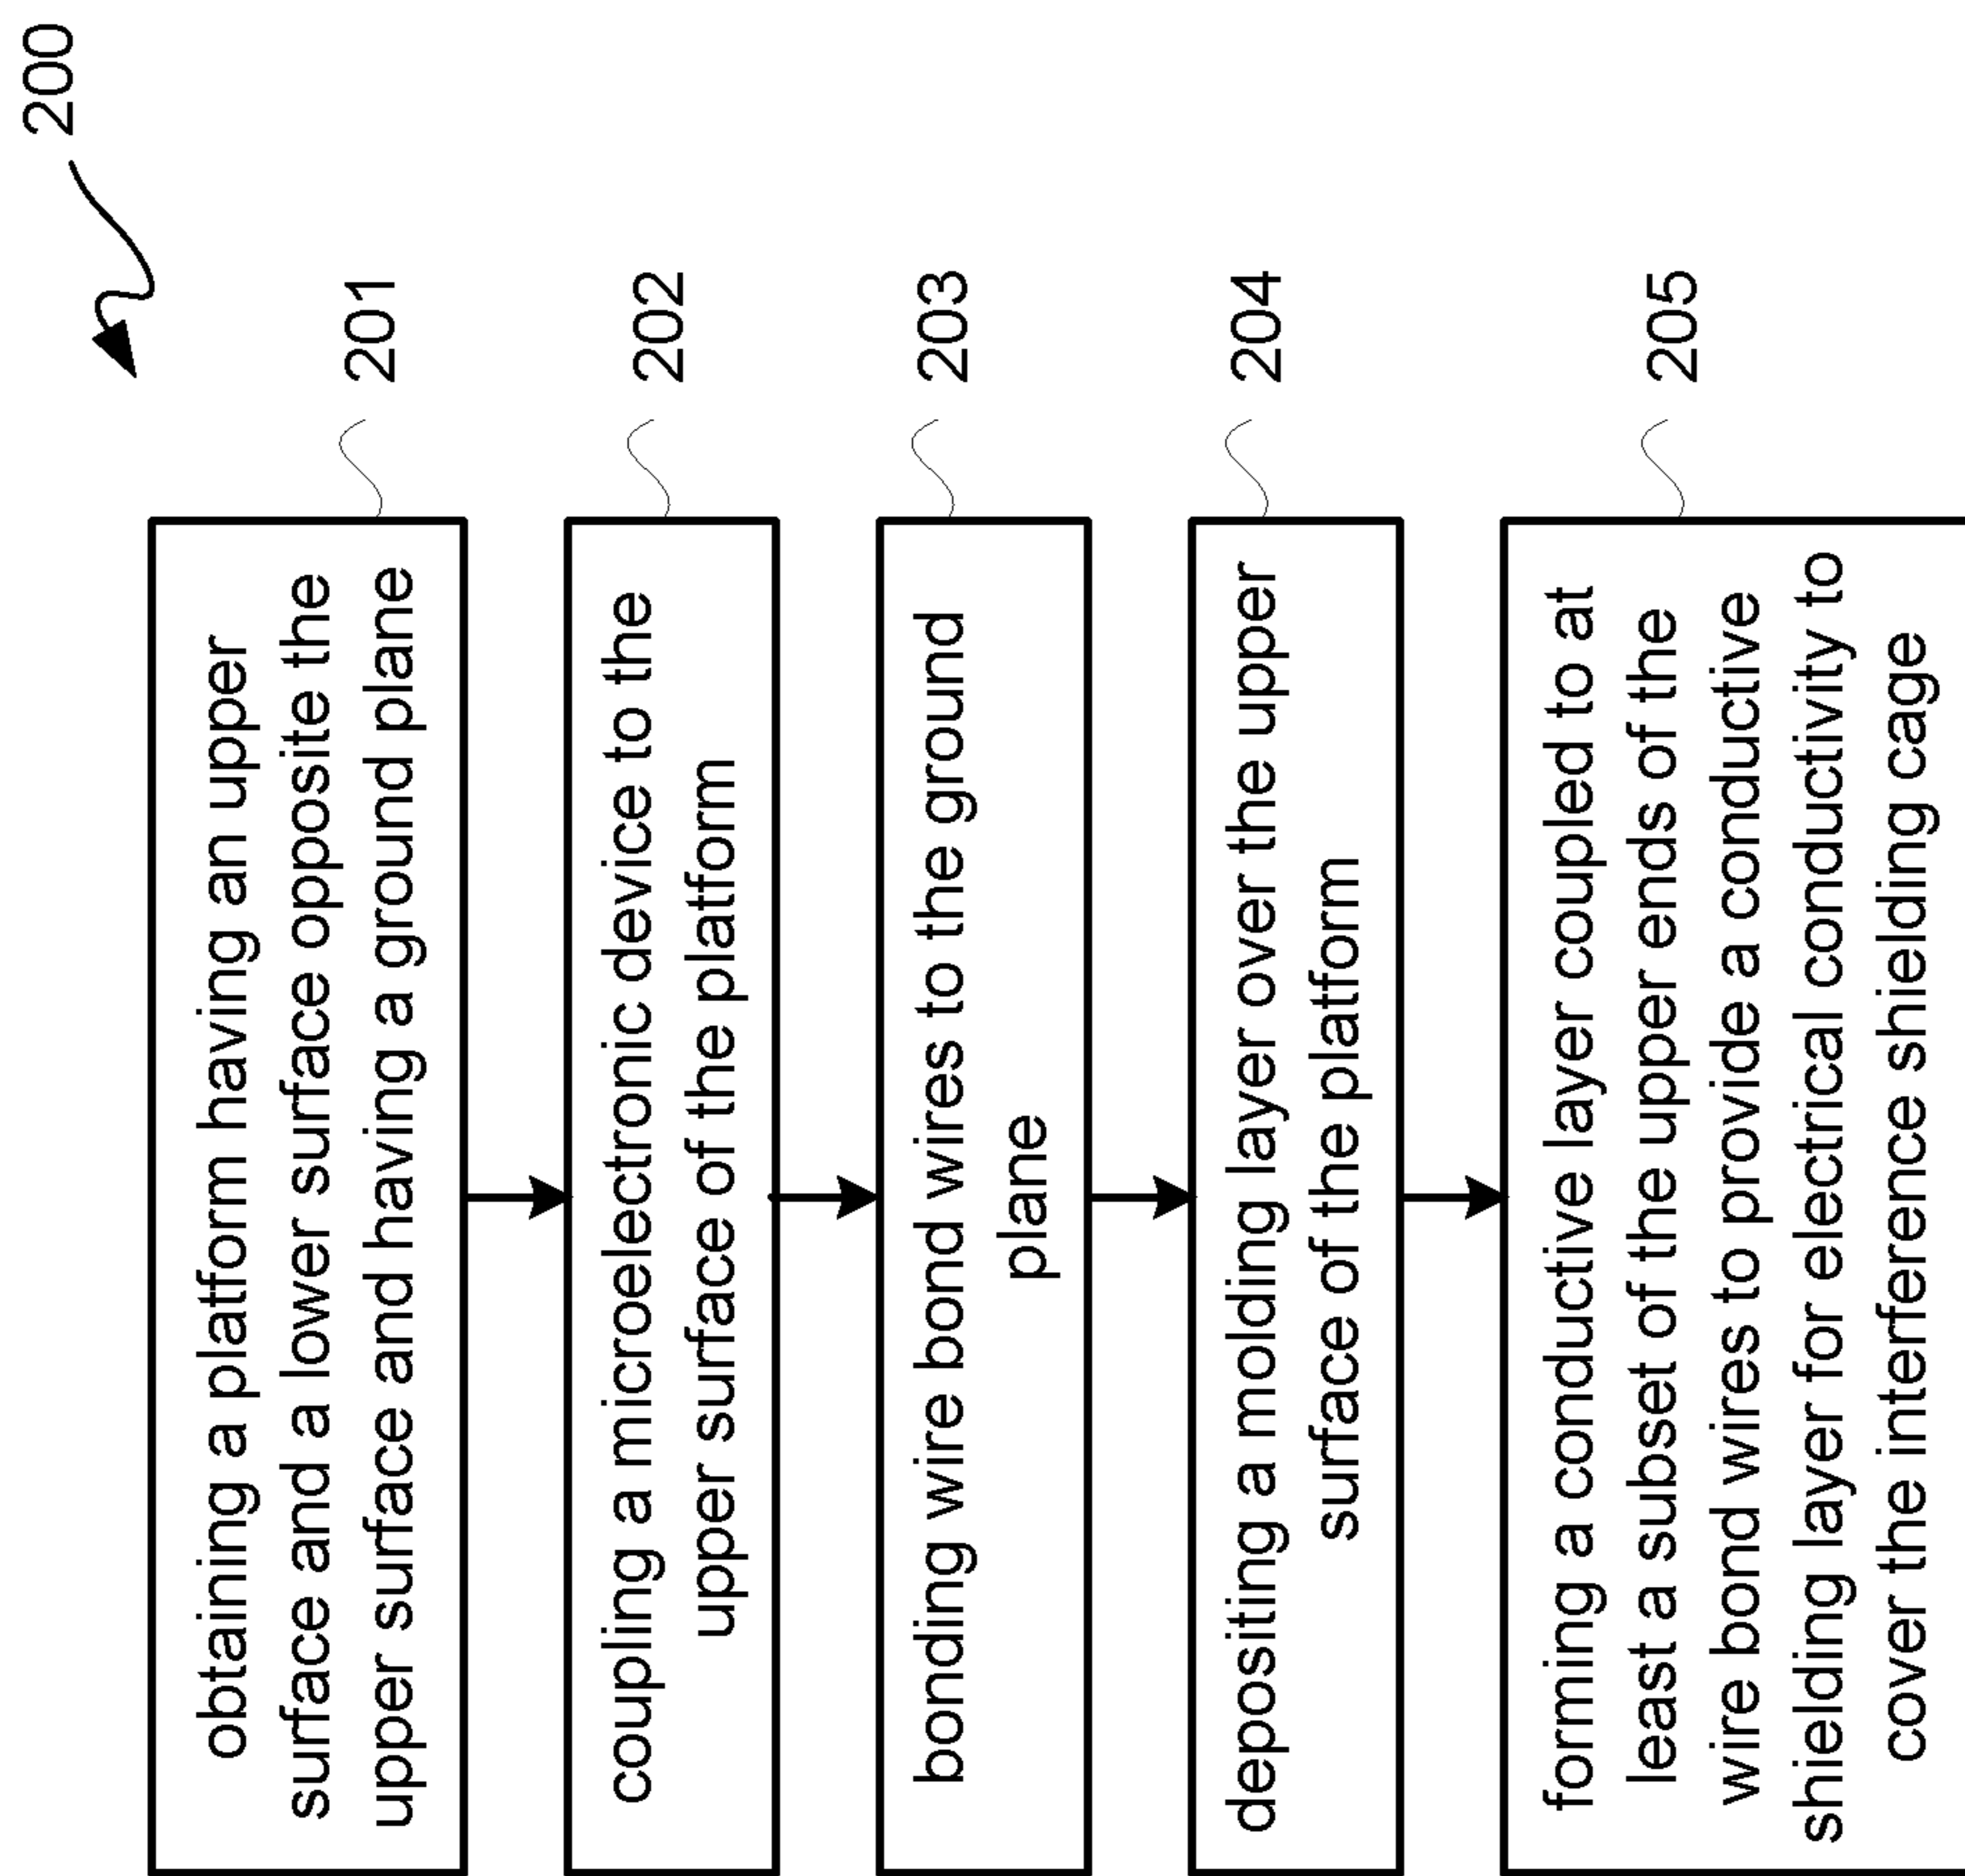 200
obtaining a platform having an upper
surface and a lower surface opposite the
upper surface and having a ground plane
201
coupling a microelectronic device to the
upper surface of the platform
202
bonding wire bond wires to the ground
plane
203
depositing a molding layer over the upper
surface of the platform
204
forming a conductive layer coupled to at
least a subset of the upper ends of the
wire bond wires to provide a conductive
shielding layer for electrical conductivity to
cover the interference shielding cage
205